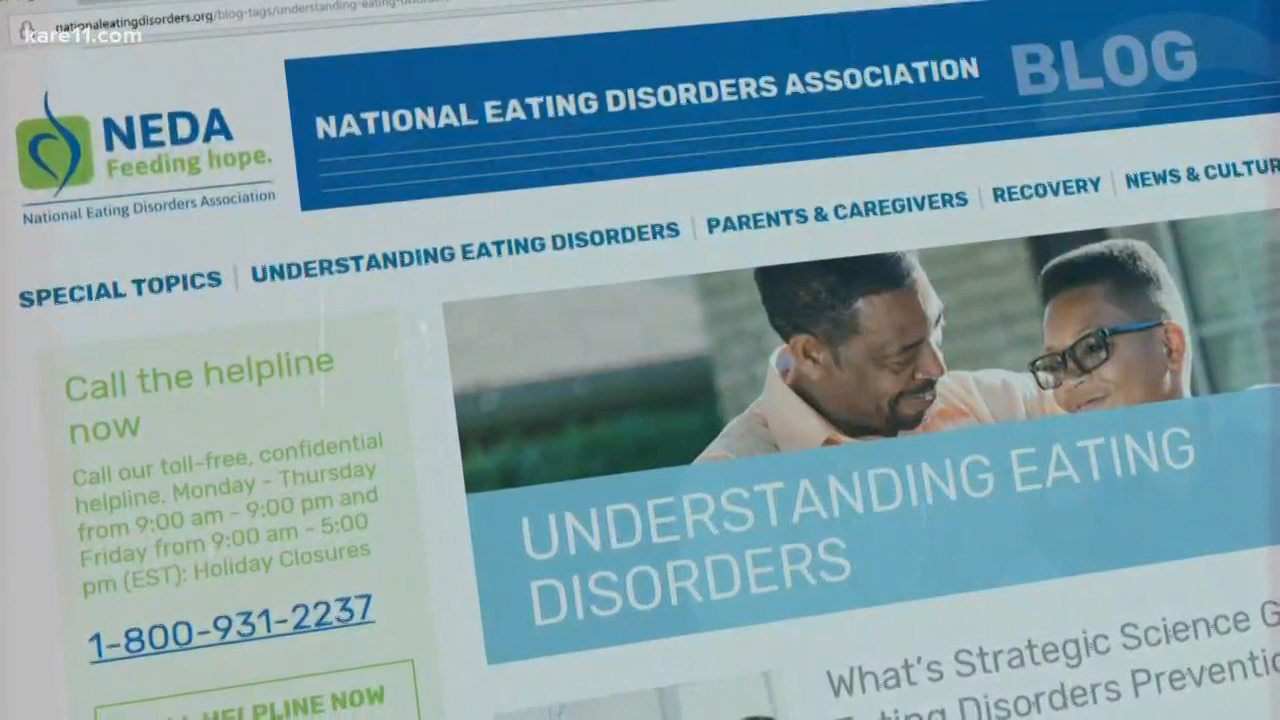 nationaleatingdisorders.org/blog-tags/understanding-eating-
kare11.com
NEDA
Feeding hope.
National Eating Disorders Association
NATIONAL EATING DISORDERS ASSOCIATION
BLOG
SPECIAL TOPICS | UNDERSTANDING EATING DISORDERS | PARENTS & CAREGIVERS | RECOVERY | NEWS & CULTUR
Call the helpline
now
Call our toll-free, confidential
helpline, Monday - Thursday
from 9:00 am - 9:00 pm and
Friday from 9:00 am - 5:00
pm (EST): Holiday Closures
1-800-931-2237
HELPLINE NOW
UNDERSTANDING EATING
DISORDERS
What's Strategic Science G
Disorders Preventio